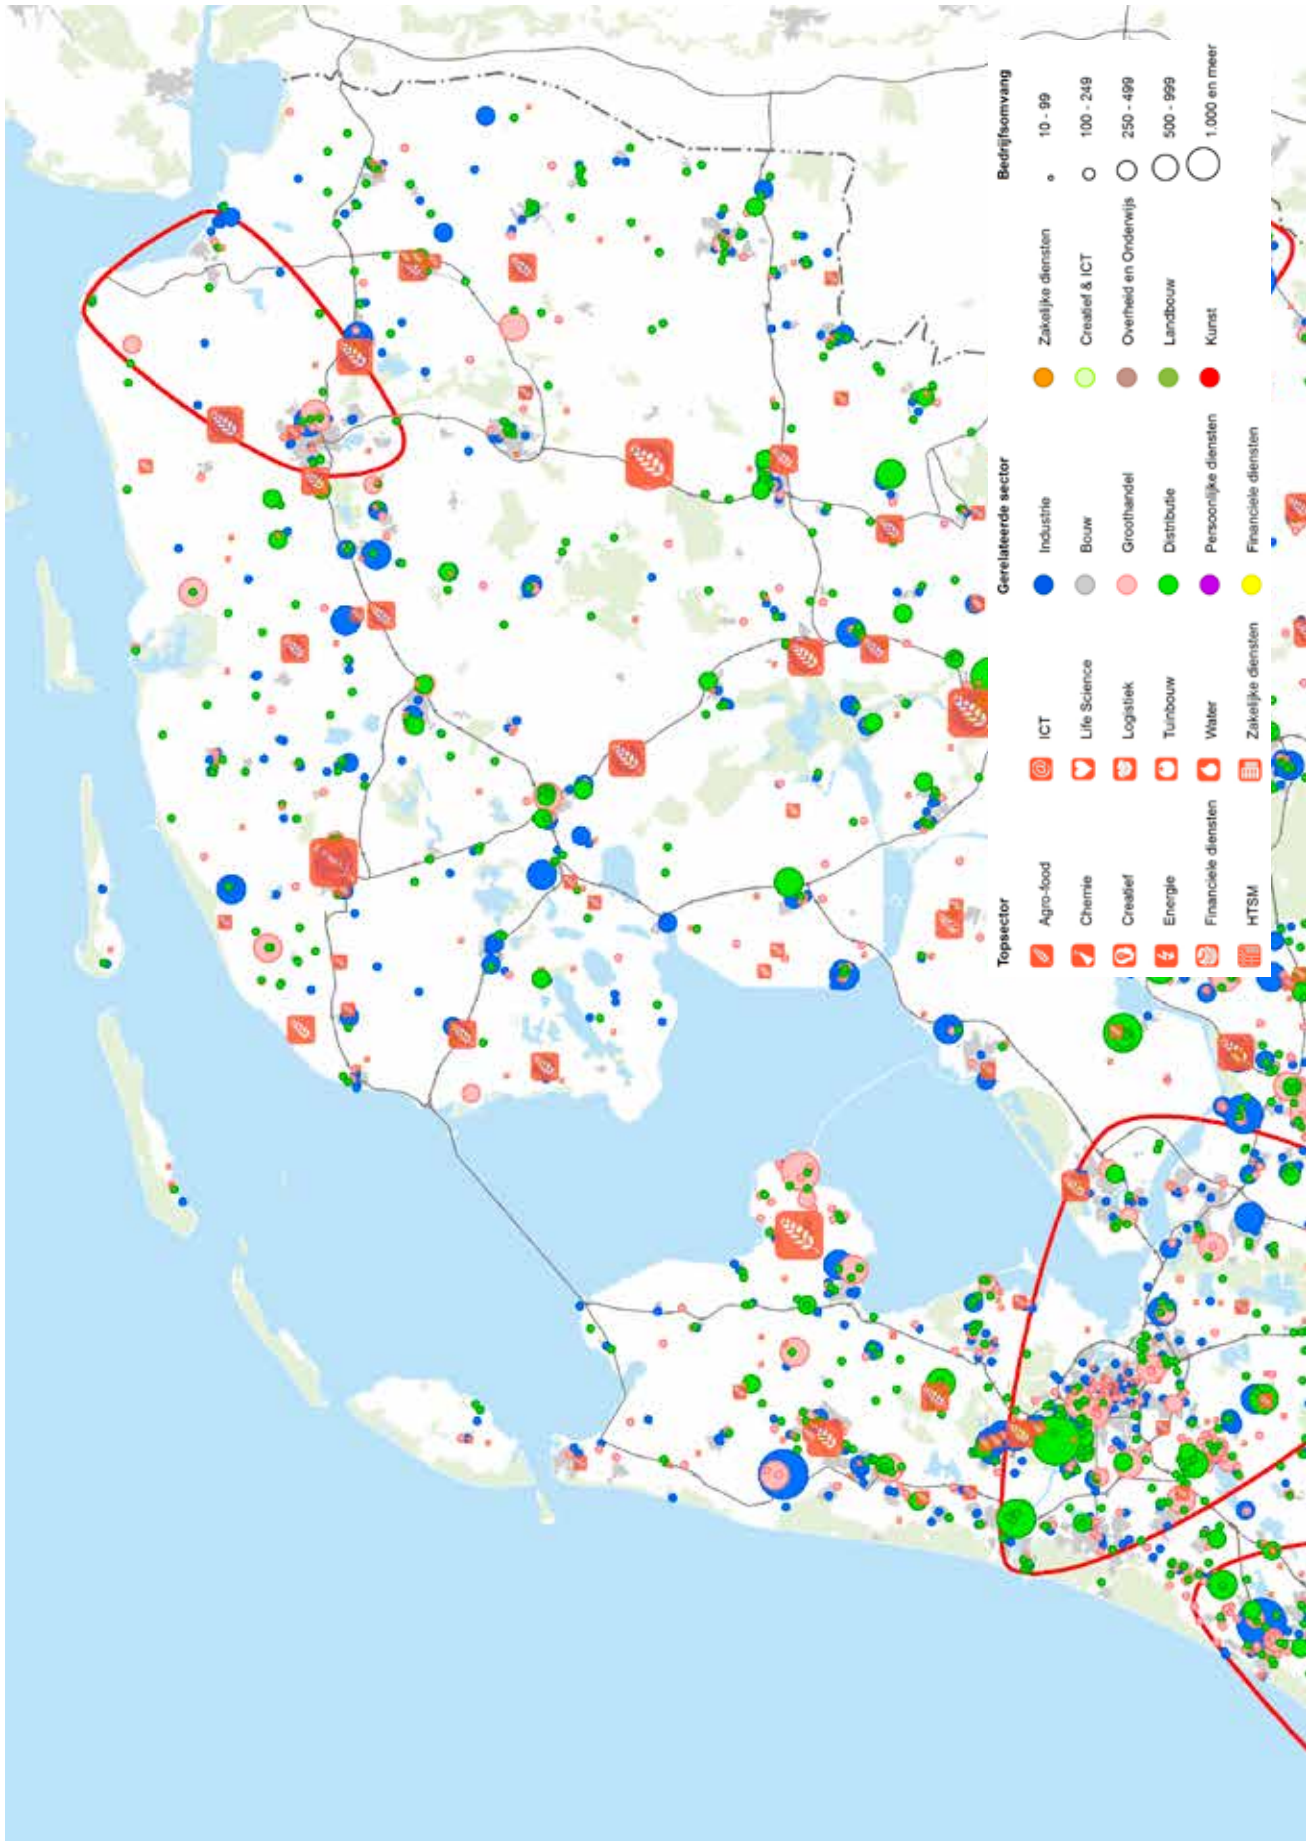 Topsector
Agro-food
Chemie
Creatief
Energie
Financiele diensten
HTSM
ICT
Life Science
Logistiek
Tuinbouw
Water
Zakelijke diensten
Gerelateerde sector
Industrie
Bouw
Groothandel
Distributie
Persoonlijke diensten
Financiele diensten
Zakelijke diensten
Creatief & ICT
Overheid en Onderwijs
Landbouw
Kunst
Bedrijfsomvang
10 - 99
100 - 249
250 - 499
500 - 999
1.000 en meer